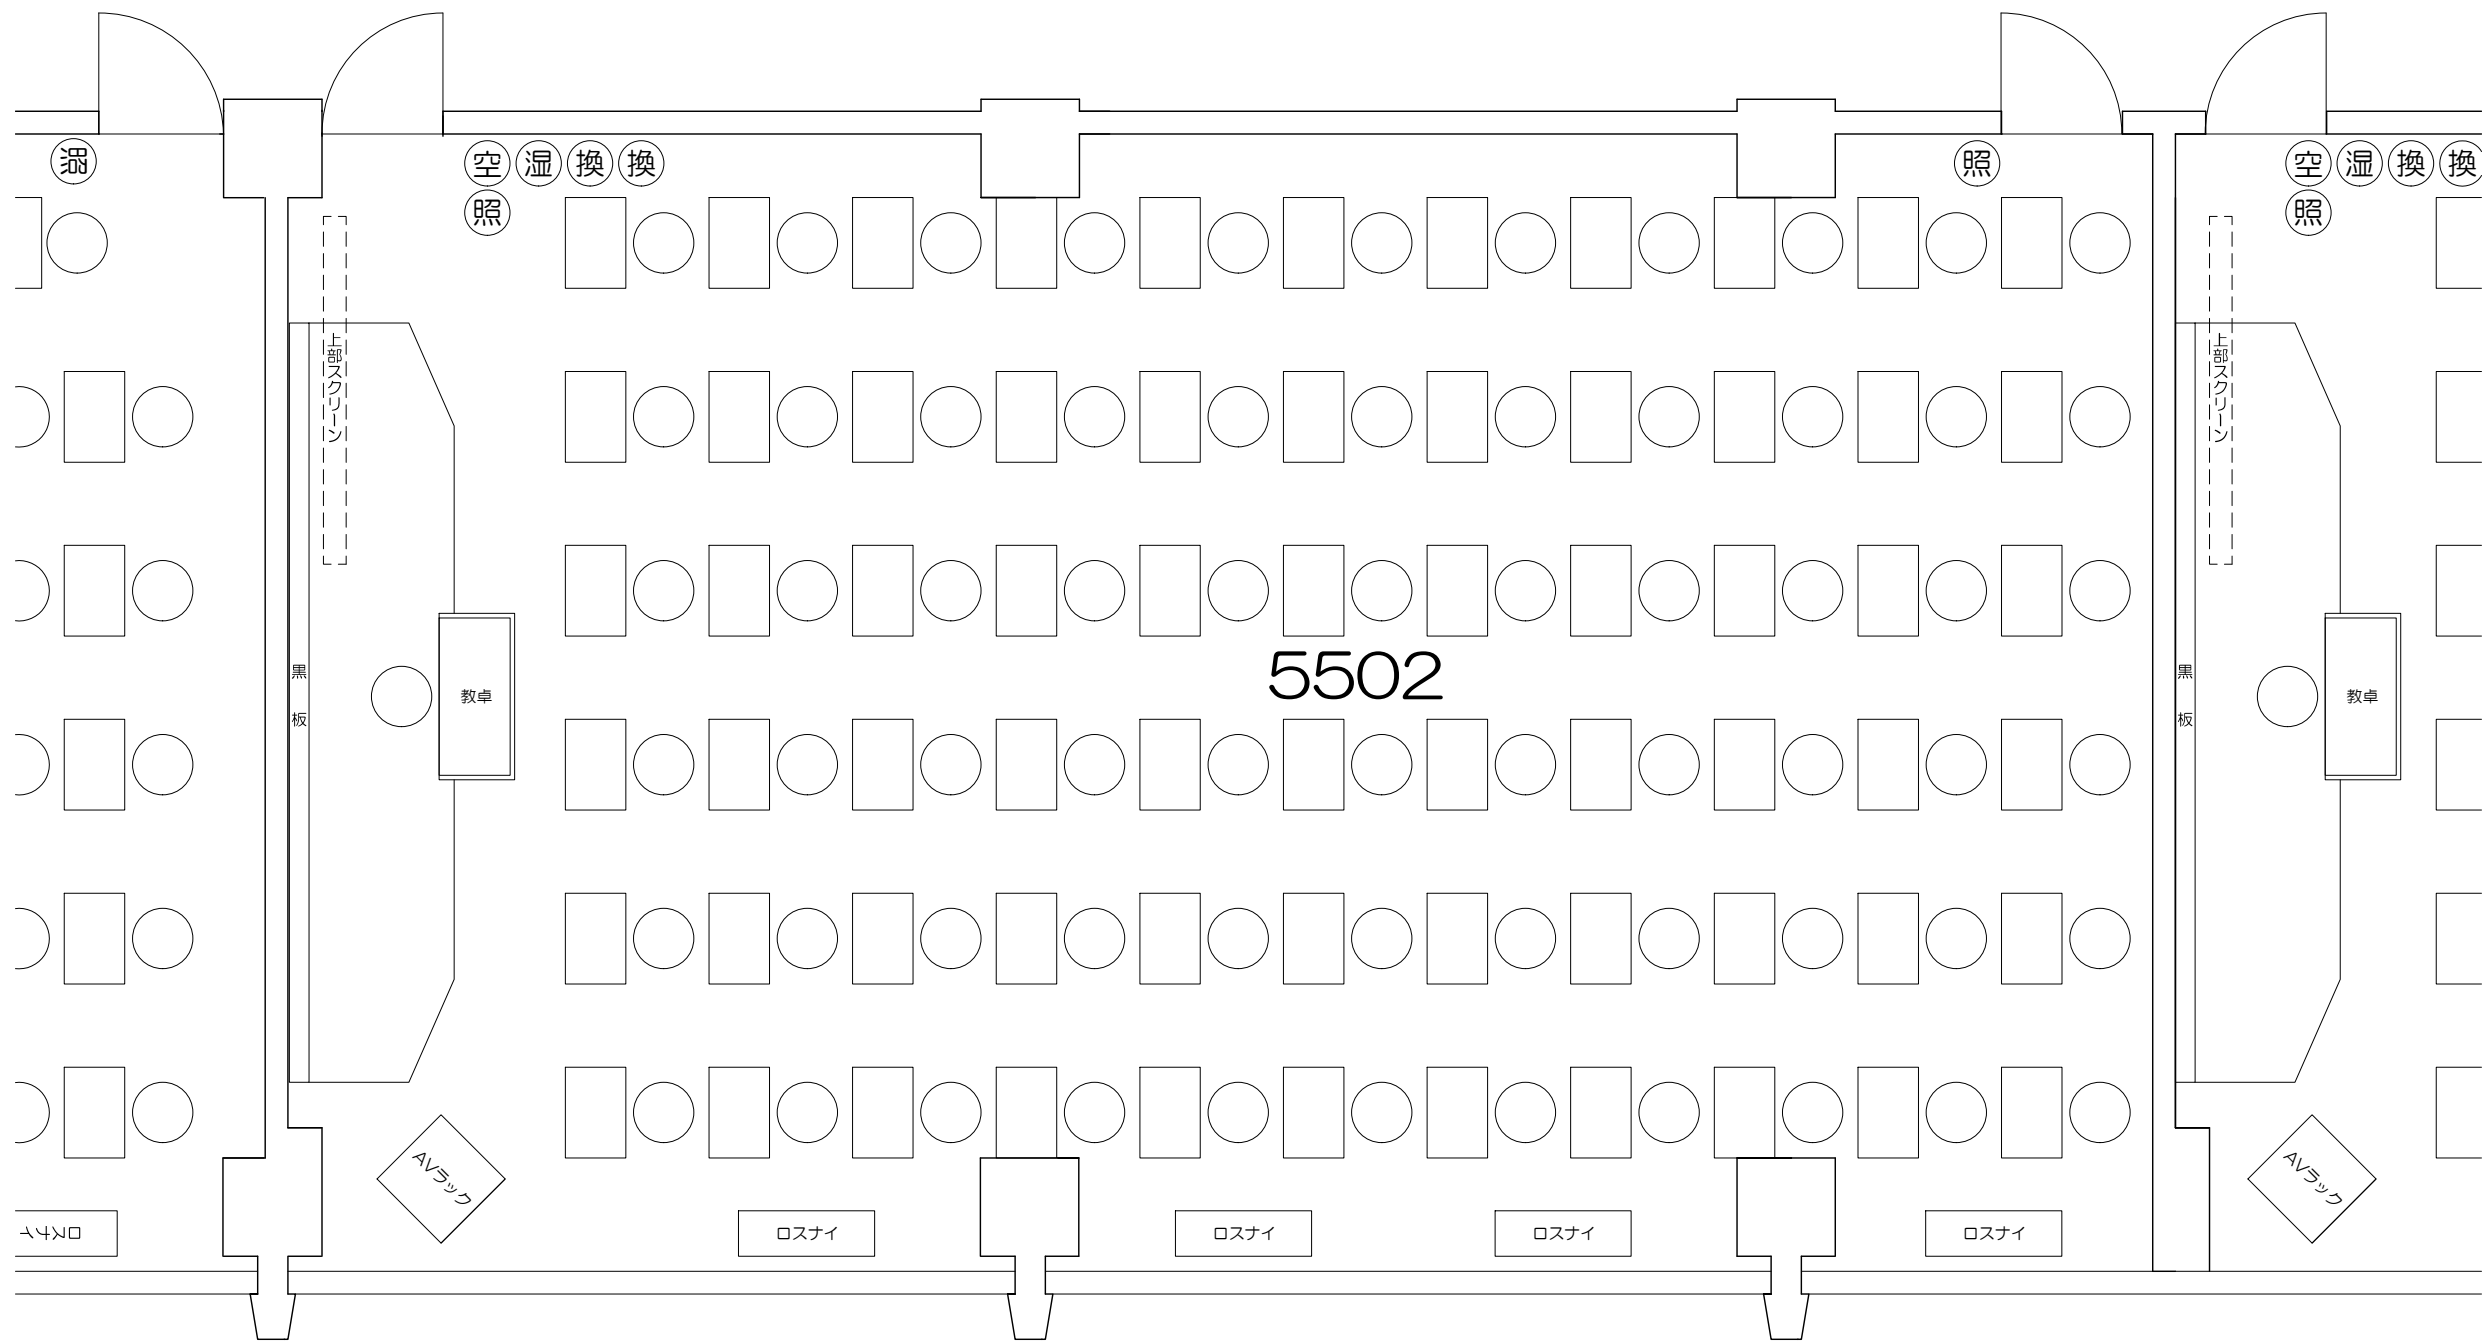 空 湿 換 換
照
照
空 湿 換 換
照
上部スクリーン
上部スクリーン
5502
黒板
教卓
黒板
教卓
AVラック
AVラック
ロスナイ
ロスナイ
ロスナイ
ロスナイ
ロスナイ